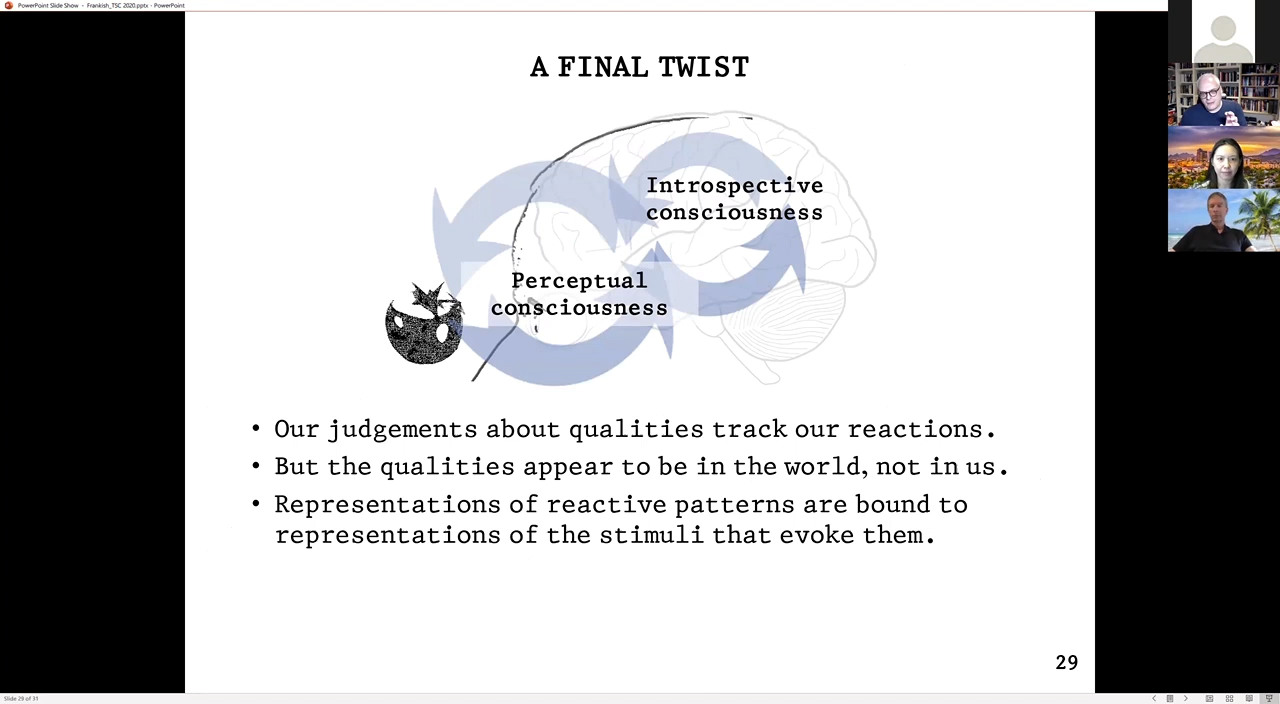 PowerPoint Slide Show - Frankish_TSC 2020.pptx - PowerPoint
A FINAL TWIST
Introspective
consciousness
Perceptual
consciousness
• Our judgements about qualities track our reactions.
• But the qualities appear to be in the world, not in us.
• Representations of reactive patterns are bound to
representations of the stimuli that evoke them.
29
Slide 29 of 31